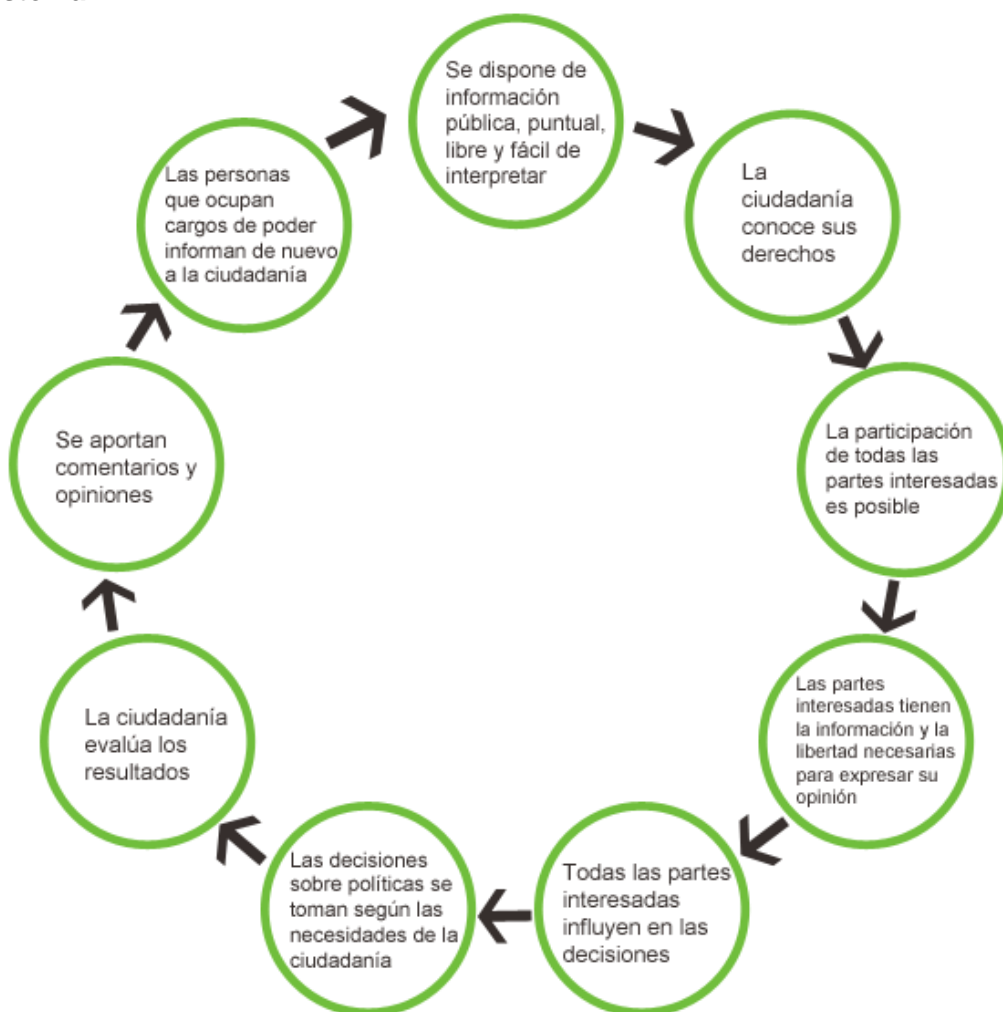 Se dispone de
información
pública, puntual,
libre y fácil de
interpretar
La
ciudadanía
conoce sus
derechos
La participación
de todas las
partes interesadas
es posible
Las partes
interesadas tienen
la información y la
libertad necesarias
para expresar su
opinión
Todas las partes
interesadas
influyen en las
decisiones
Las decisiones
sobre políticas se
toman según las
necesidades de la
ciudadanía
La ciudadanía
evalúa los
resultados
Se aportan
comentarios y
opiniones
Las personas
que ocupan
cargos de poder
informan de nuevo
a la ciudadanía